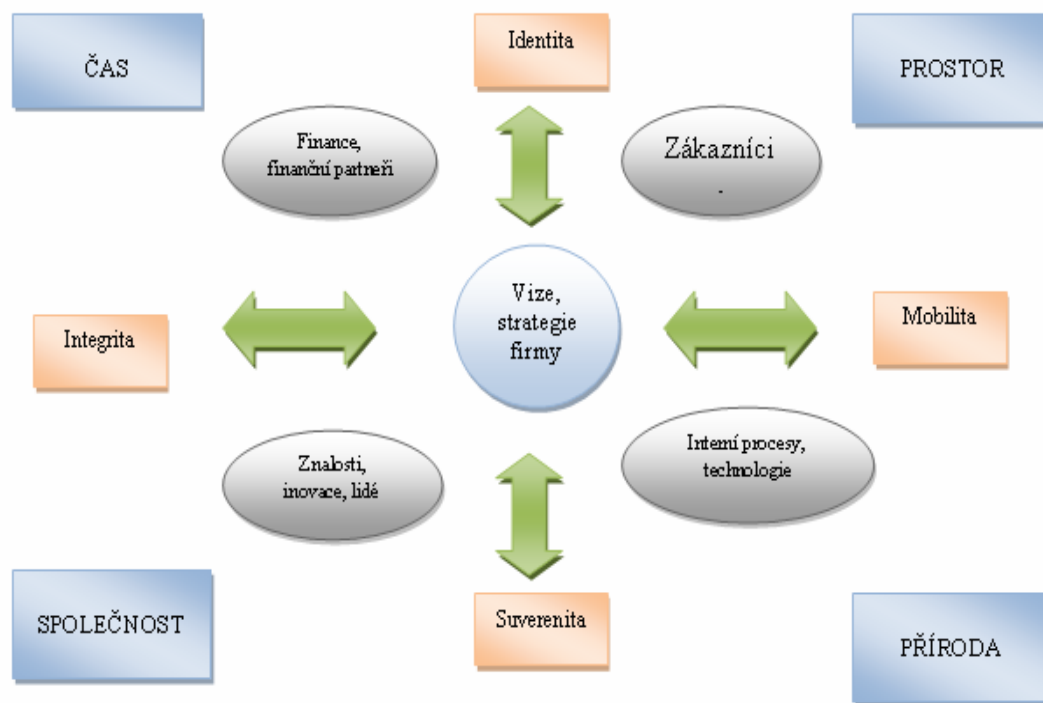 ČAS
Identita
PROSTOR
Finance,
finanční partneři
Zákazníci
.
Integrita
Vize,
strategie
firmy
Mobilita
Znalosti,
inovace, lidé
Interní procesy,
technologie
SPOLEČNOST
Suverenita
PŘÍRODA